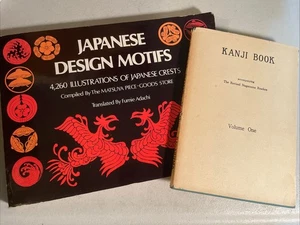 JAPANESE
DESIGN MOTIFS
4,260 ILLUSTRATIONS OF JAPANESE CRESTS
Compiled By The MATSUYA PIECE-GOODS STORE
Translated By Fumie Adachi
KANJI BOOK
Volume One